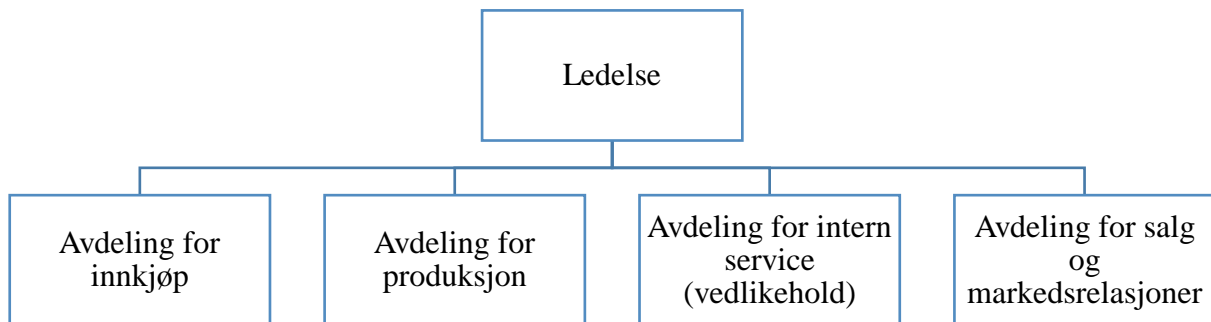 Ledelse
Avdeling for
innkjøp
Avdeling for
produksjon
Avdeling for intern
service
(vedlikehold)
Avdeling for salg
og
markedsrelasjoner